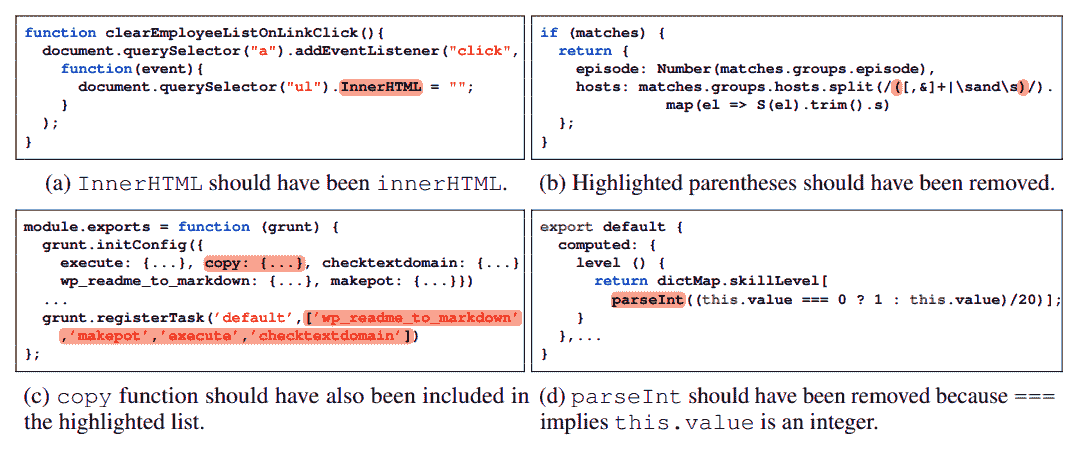 function clearEmployeeListOnLinkClick(){
document.querySelector("a").addEventListener("click",
function(event){
document.querySelector("ul").InnerHTML = "";
}
);
}
(a) InnerHTML should have been innerHTML.
if (matches) {
return {
episode: Number(matches.groups.episode),
hosts: matches.groups.hosts.split(/([,&]+|\sand\s)/).
map(el => S(el).trim().s)
};
}
(b) Highlighted parentheses should have been removed.
module.exports = function (grunt) {
grunt.initConfig({
execute: {...}, copy: {...}, checktextdomain: {...}
wp_readme_to_markdown: {...}, makepot: {...}})
...
grunt.registerTask('default',['wp_readme_to_markdown'
,'makepot','execute','checktextdomain'])
};
(c) copy function should have also been included in
the highlighted list.
export default {
computed: {
level () {
return dictMap.skillLevel[
parseInt((this.value === 0 ? 1 : this.value)/20)];
}
},...
}
(d) parseInt should have been removed because ===
implies this.value is an integer.